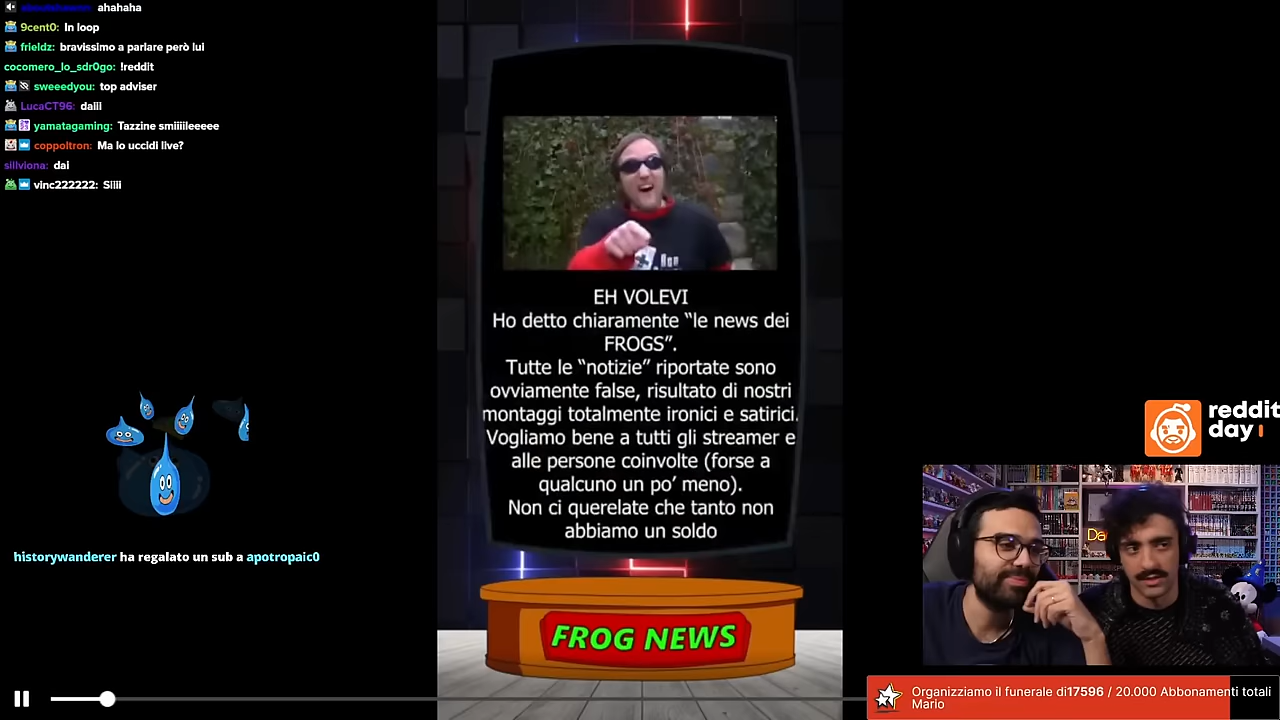 ahahaha
9cent0: In loop
frieldz: bravissimo a parlare però lui
cocomero_lo_sdr0go: !reddit
sweeedyou: top adviser
LucaCT96: daiii
yamatagaming: Tazzine smiiiileeeee
coppoltron: Ma lo uccidi live?
sillviona: dai
vinc222222: Siiii
EH VOLEVI
Ho detto chiaramente “le news dei
FROGS”.
Tutte le “notizie” riportate sono
ovviamente false, risultato di nostri
montaggi totalmente ironici e satirici.
Vogliamo bene a tutti gli streamer e
alle persone coinvolte (forse a
qualcuno un po’ meno).
Non ci querelate che tanto non
abbiamo un soldo
FROG NEWS
historywanderer ha regalato un sub a apotropaic0
reddit
day
Da
Organizziamo il funerale di17596 / 20.000 Abbonamenti totali
Mario